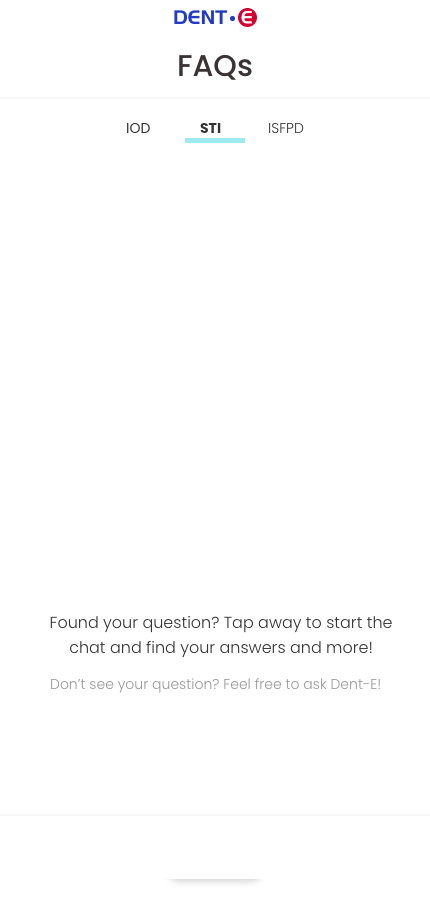 DENT•E
FAQs
IOD STI ISFPD
Found your question? Tap away to start the
chat and find your answers and more!
Don’t see your question? Feel free to ask Dent-E!